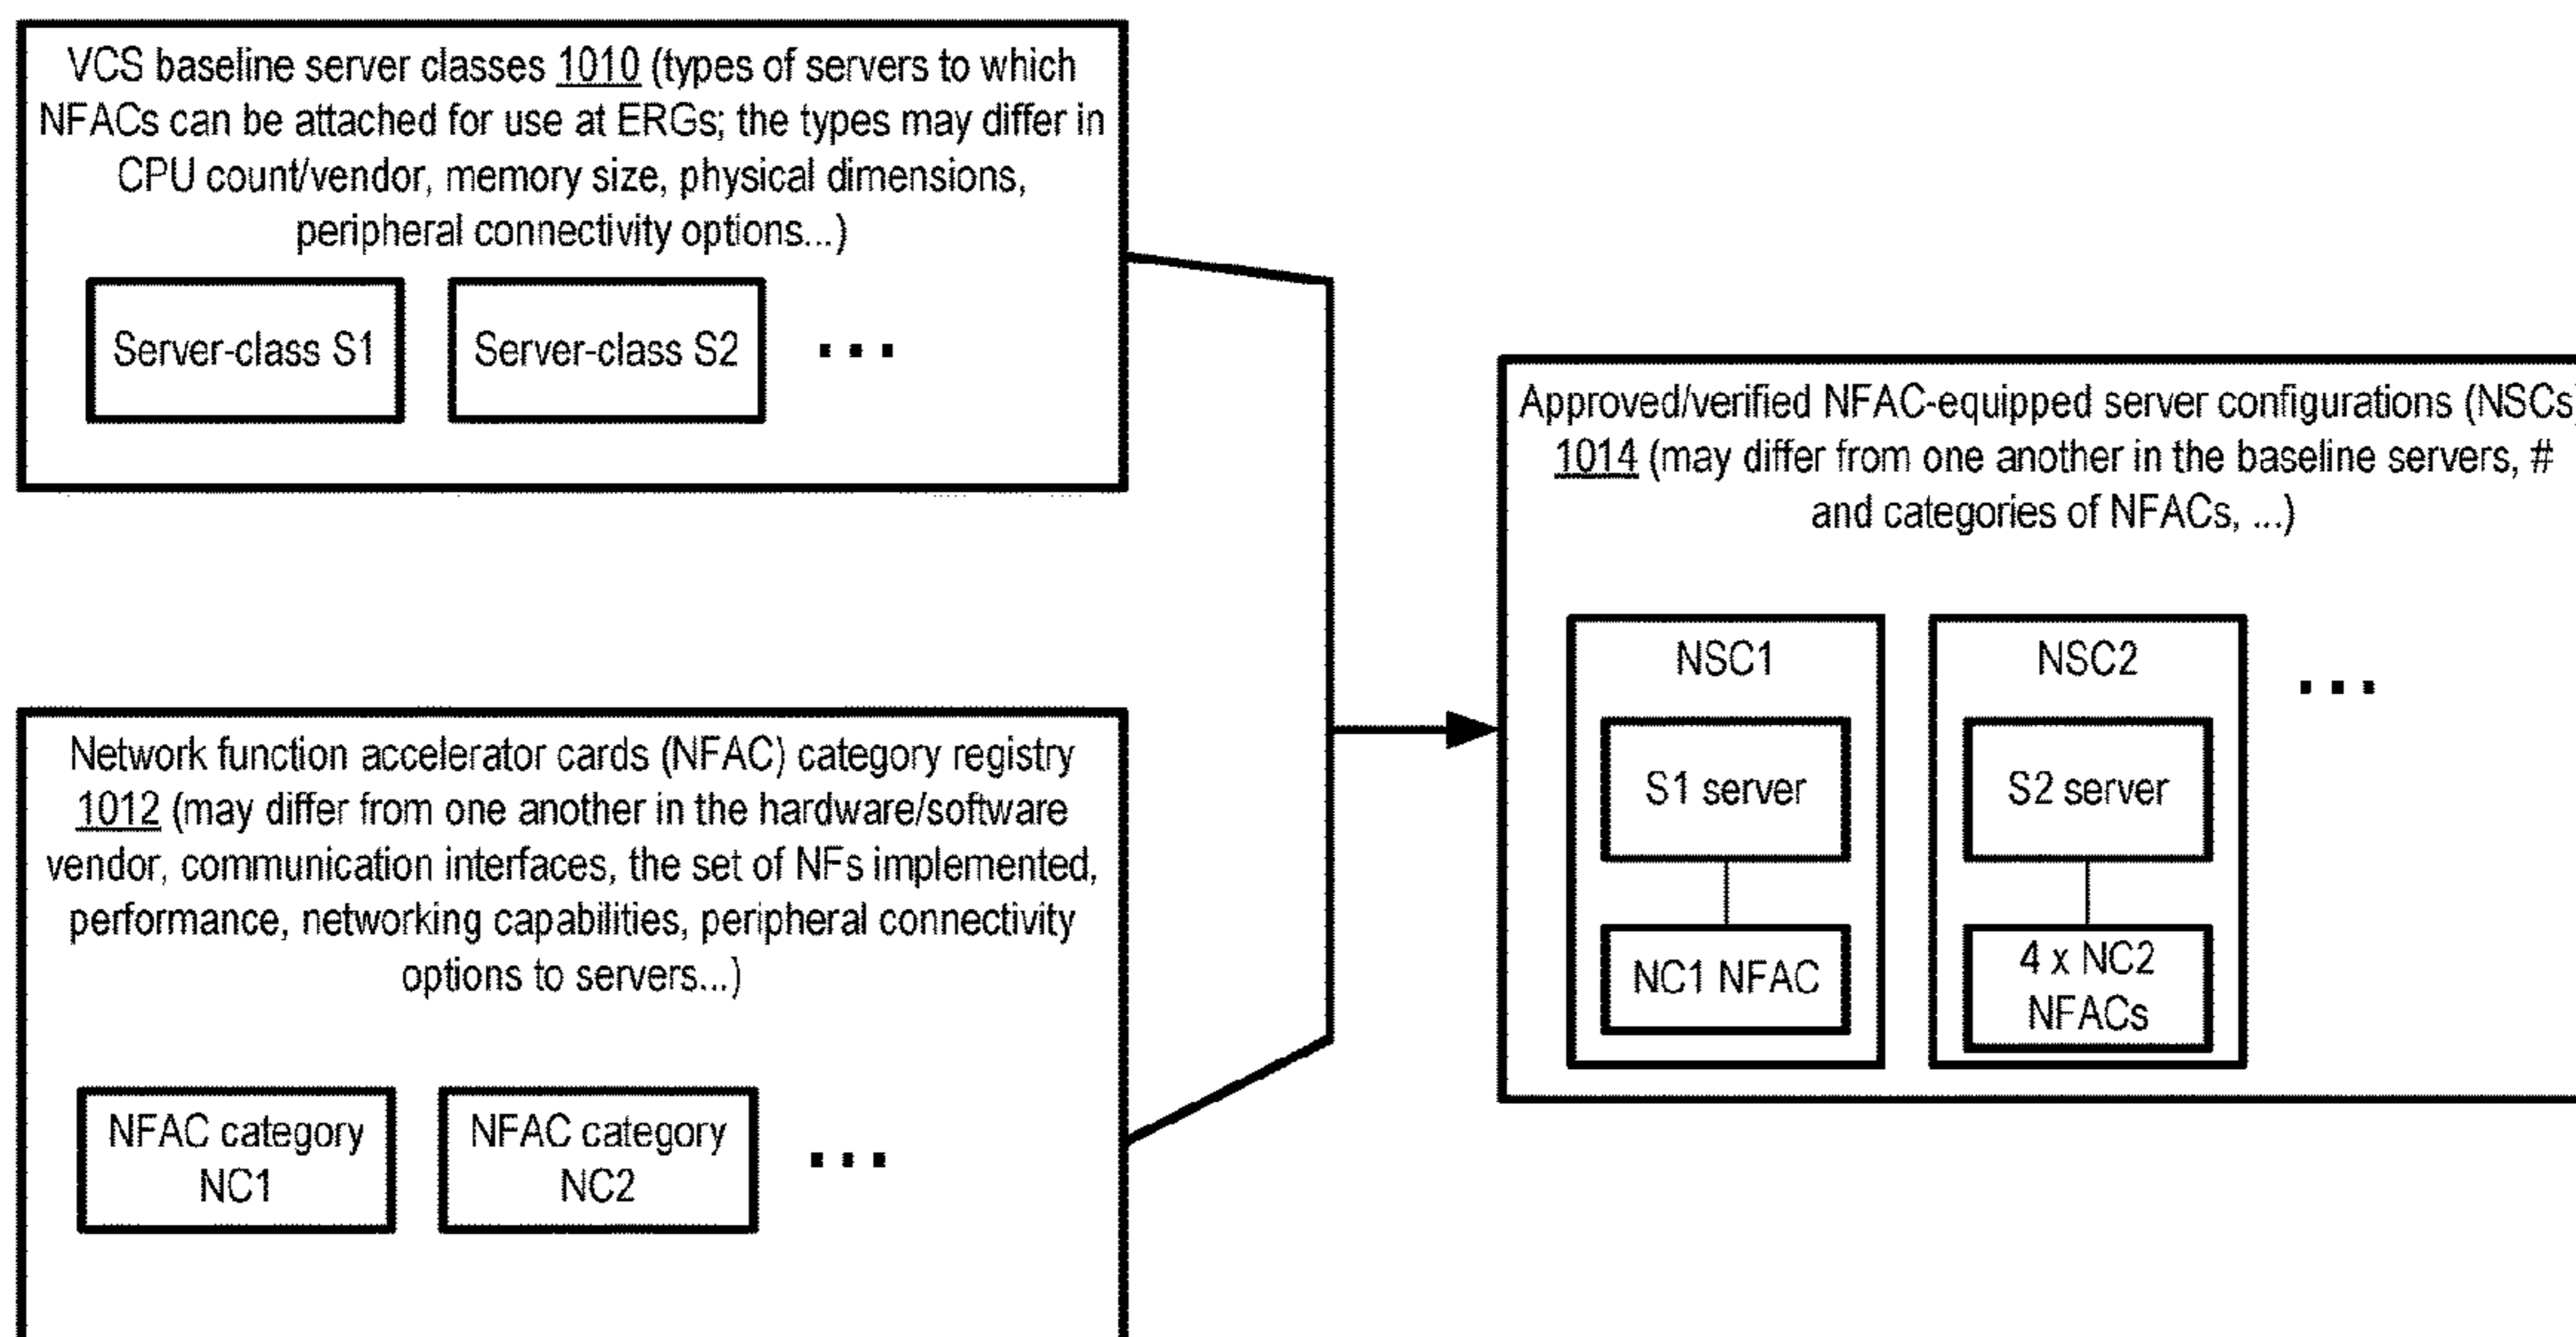 VCS baseline server classes 1010 (types of servers to which
NFACs can be attached for use at ERGs; the types may differ in
CPU count/vendor, memory size, physical dimensions,
peripheral connectivity options...)
Server-class S1
Server-class S2
...
Network function accelerator cards (NFAC) category registry
1012 (may differ from one another in the hardware/software
vendor, communication interfaces, the set of NFs implemented,
performance, networking capabilities, peripheral connectivity
options to servers...)
NFAC category
NC1
NFAC category
NC2
...
Approved/verified NFAC-equipped server configurations (NSCs)
1014 (may differ from one another in the baseline servers, #
and categories of NFACs, ...)
NSC1
S1 server
NC1 NFAC
NSC2
S2 server
4 x NC2
NFACs
...